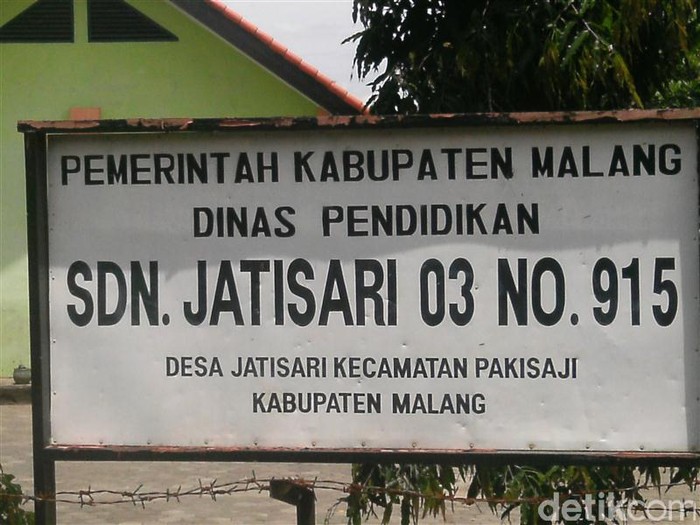 PEMERINTAH KABUPATEN MALANG
DINAS PENDIDIKAN
SDN. JATISARI 03 NO. 915
DESA JATISARI KECAMATAN PAKISAJI
KABUPATEN MALANG
detikcom